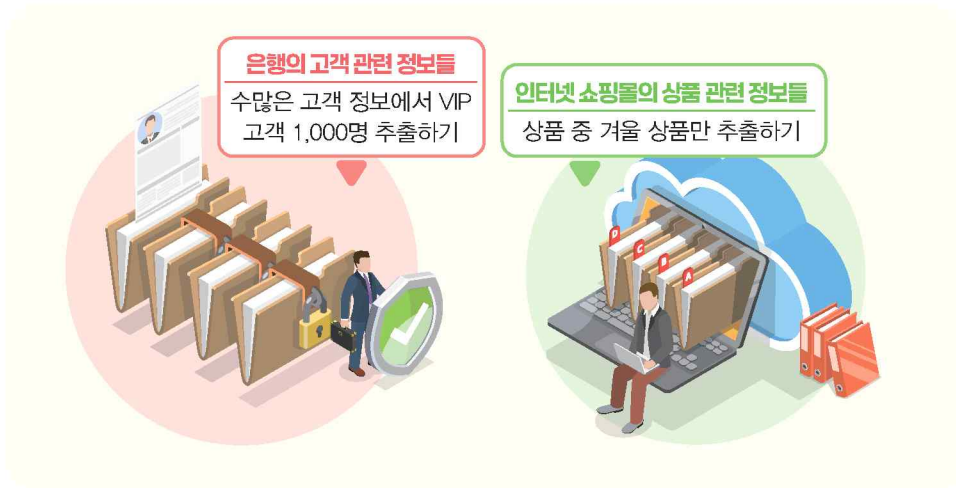 은행의 고객 관련 정보들
수많은 고객 정보에서 VIP
고객 1,000명 추출하기
인터넷 쇼핑몰의 상품 관련 정보들
상품 중 겨울 상품만 추출하기
D
C
B
A